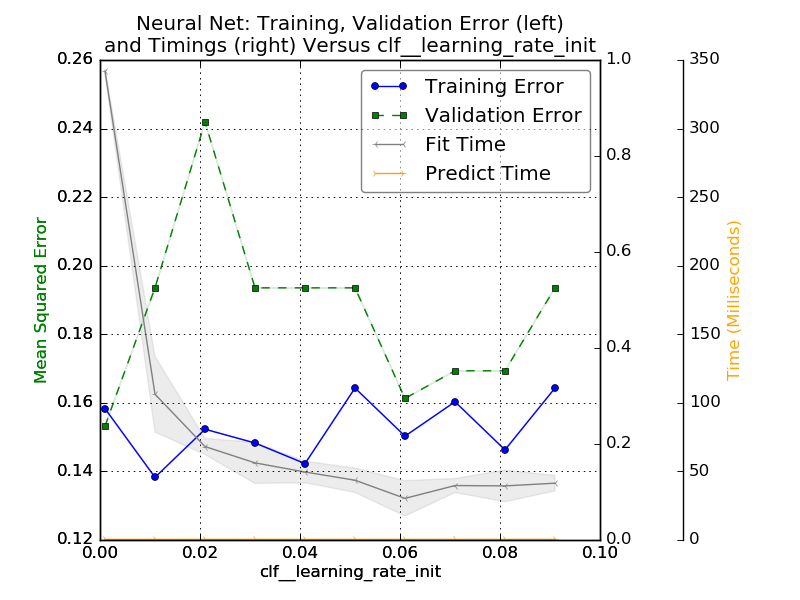 Neural Net: Training, Validation Error (left)
and Timings (right) Versus clf__learning_rate_init
Training Error
Validation Error
Fit Time
Predict Time
Mean Squared Error
0.26
0.24
0.22
0.20
0.18
0.16
0.14
0.12
1.0
0.8
0.6
0.4
0.2
0.0
350
300
250
200
150
100
50
0
Time (Milliseconds)
0.00 0.02 0.04 0.06 0.08 0.10
clf__learning_rate_init